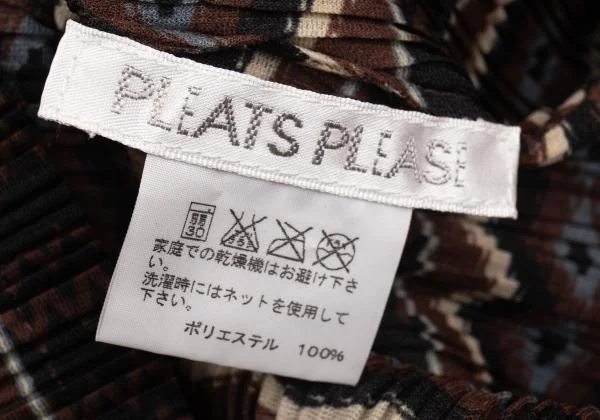 PLEATS PLEASE
弱
30
家庭での乾燥機はお避け下さ
い。
洗濯時にはネットを使用して
下さい。
ポリエステル 100%